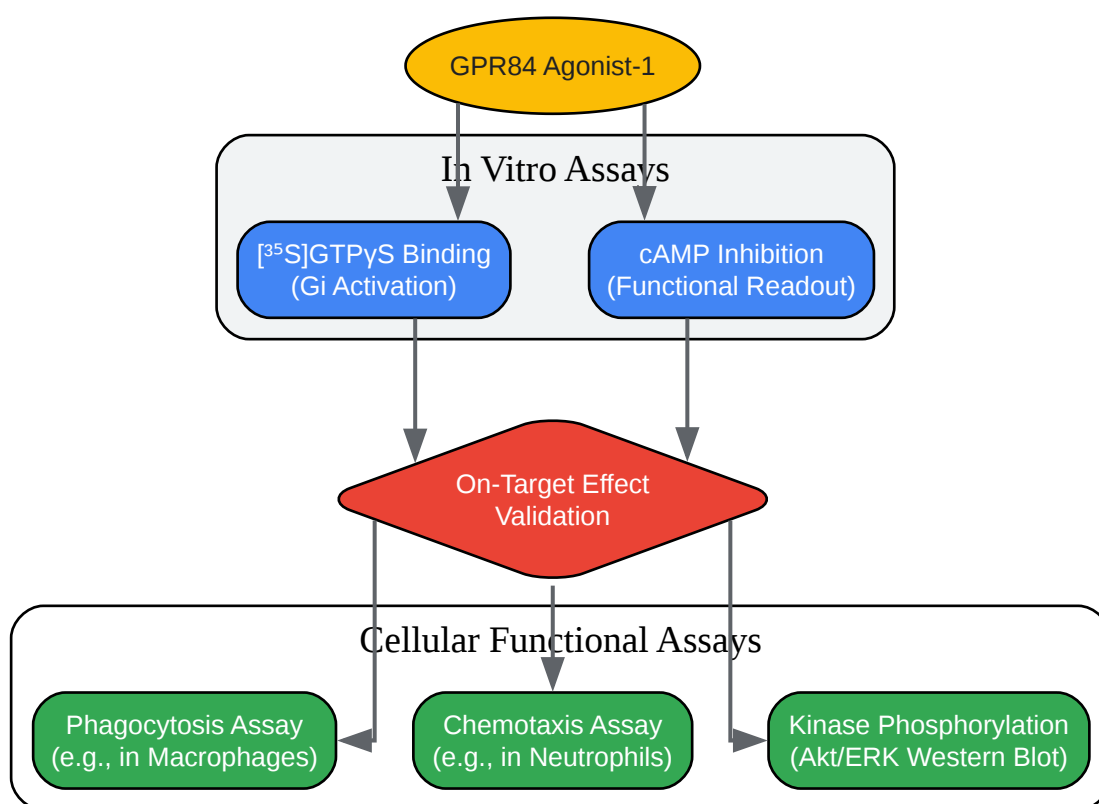 GPR84 Agonist-1
In Vitro Assays
[³⁵S]GTPγS Binding
(Gi Activation)
cAMP Inhibition
(Functional Readout)
On-Target Effect
Validation
Cellular Functional Assays
Phagocytosis Assay
(e.g., in Macrophages)
Chemotaxis Assay
(e.g., in Neutrophils)
Kinase Phosphorylation
(Akt/ERK Western Blot)